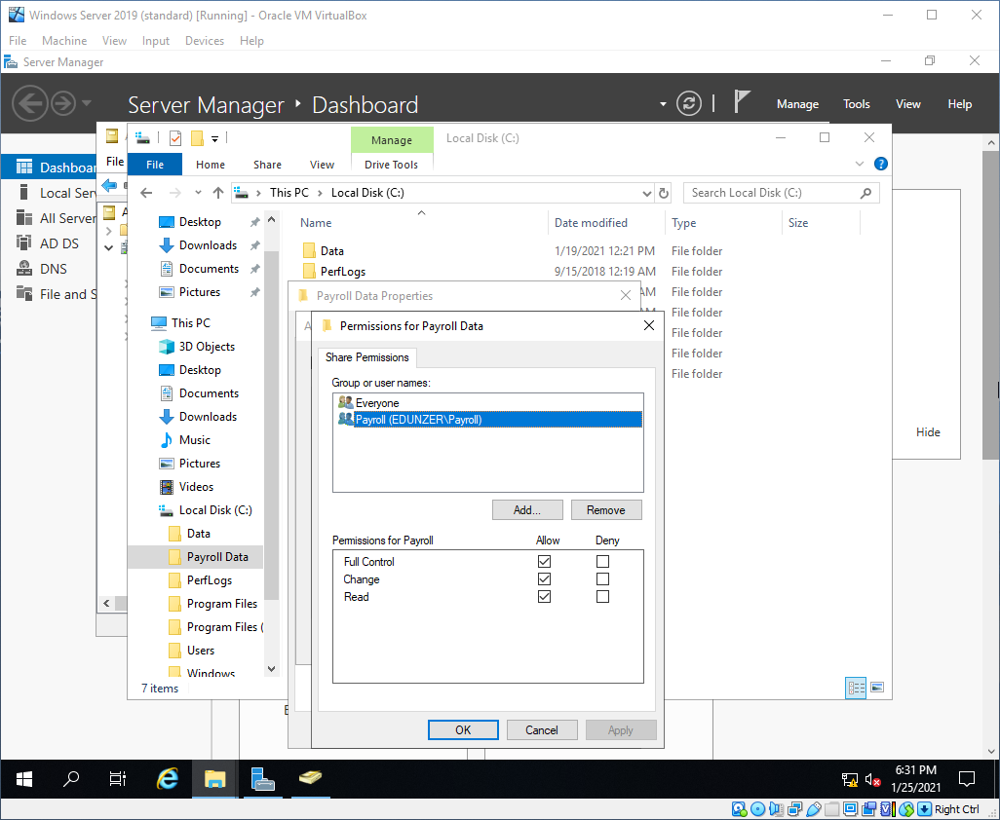 Windows Server 2019 (standard) [Running] - Oracle VM VirtualBox
File Machine View Input Devices Help
Server Manager
Server Manager Dashboard
Manage Tools View Help
Manage
Local Disk (C:)
File
File Home Share View Drive Tools
This PC Local Disk (C:)
Search Local Disk (C:)
Dashboar
Local Serv
All Server
AD DS
DNS
File and S
A
Desktop
Downloads
Documents
Pictures
This PC
3D Objects
Desktop
Documents
Downloads
Music
Pictures
Videos
Local Disk (C:)
Data
Payroll Data
PerfLogs
Program Files
Program Files (
Users
Windows
7 items
Name Date modified Type Size
Data 1/19/2021 12:21 PM File folder
PerfLogs 9/15/2018 12:19 AM File folder
AM File folder
File folder
File folder
File folder
File folder
Payroll Data Properties
A
Permissions for Payroll Data
Share Permissions
Group or user names:
Everyone
Payroll (EDUNZER\Payroll)
Add... Remove
Permissions for Payroll Allow Deny
Full Control
Change
Read
OK Cancel Apply
Hide
6:31 PM
1/25/2021
Right Ctrl